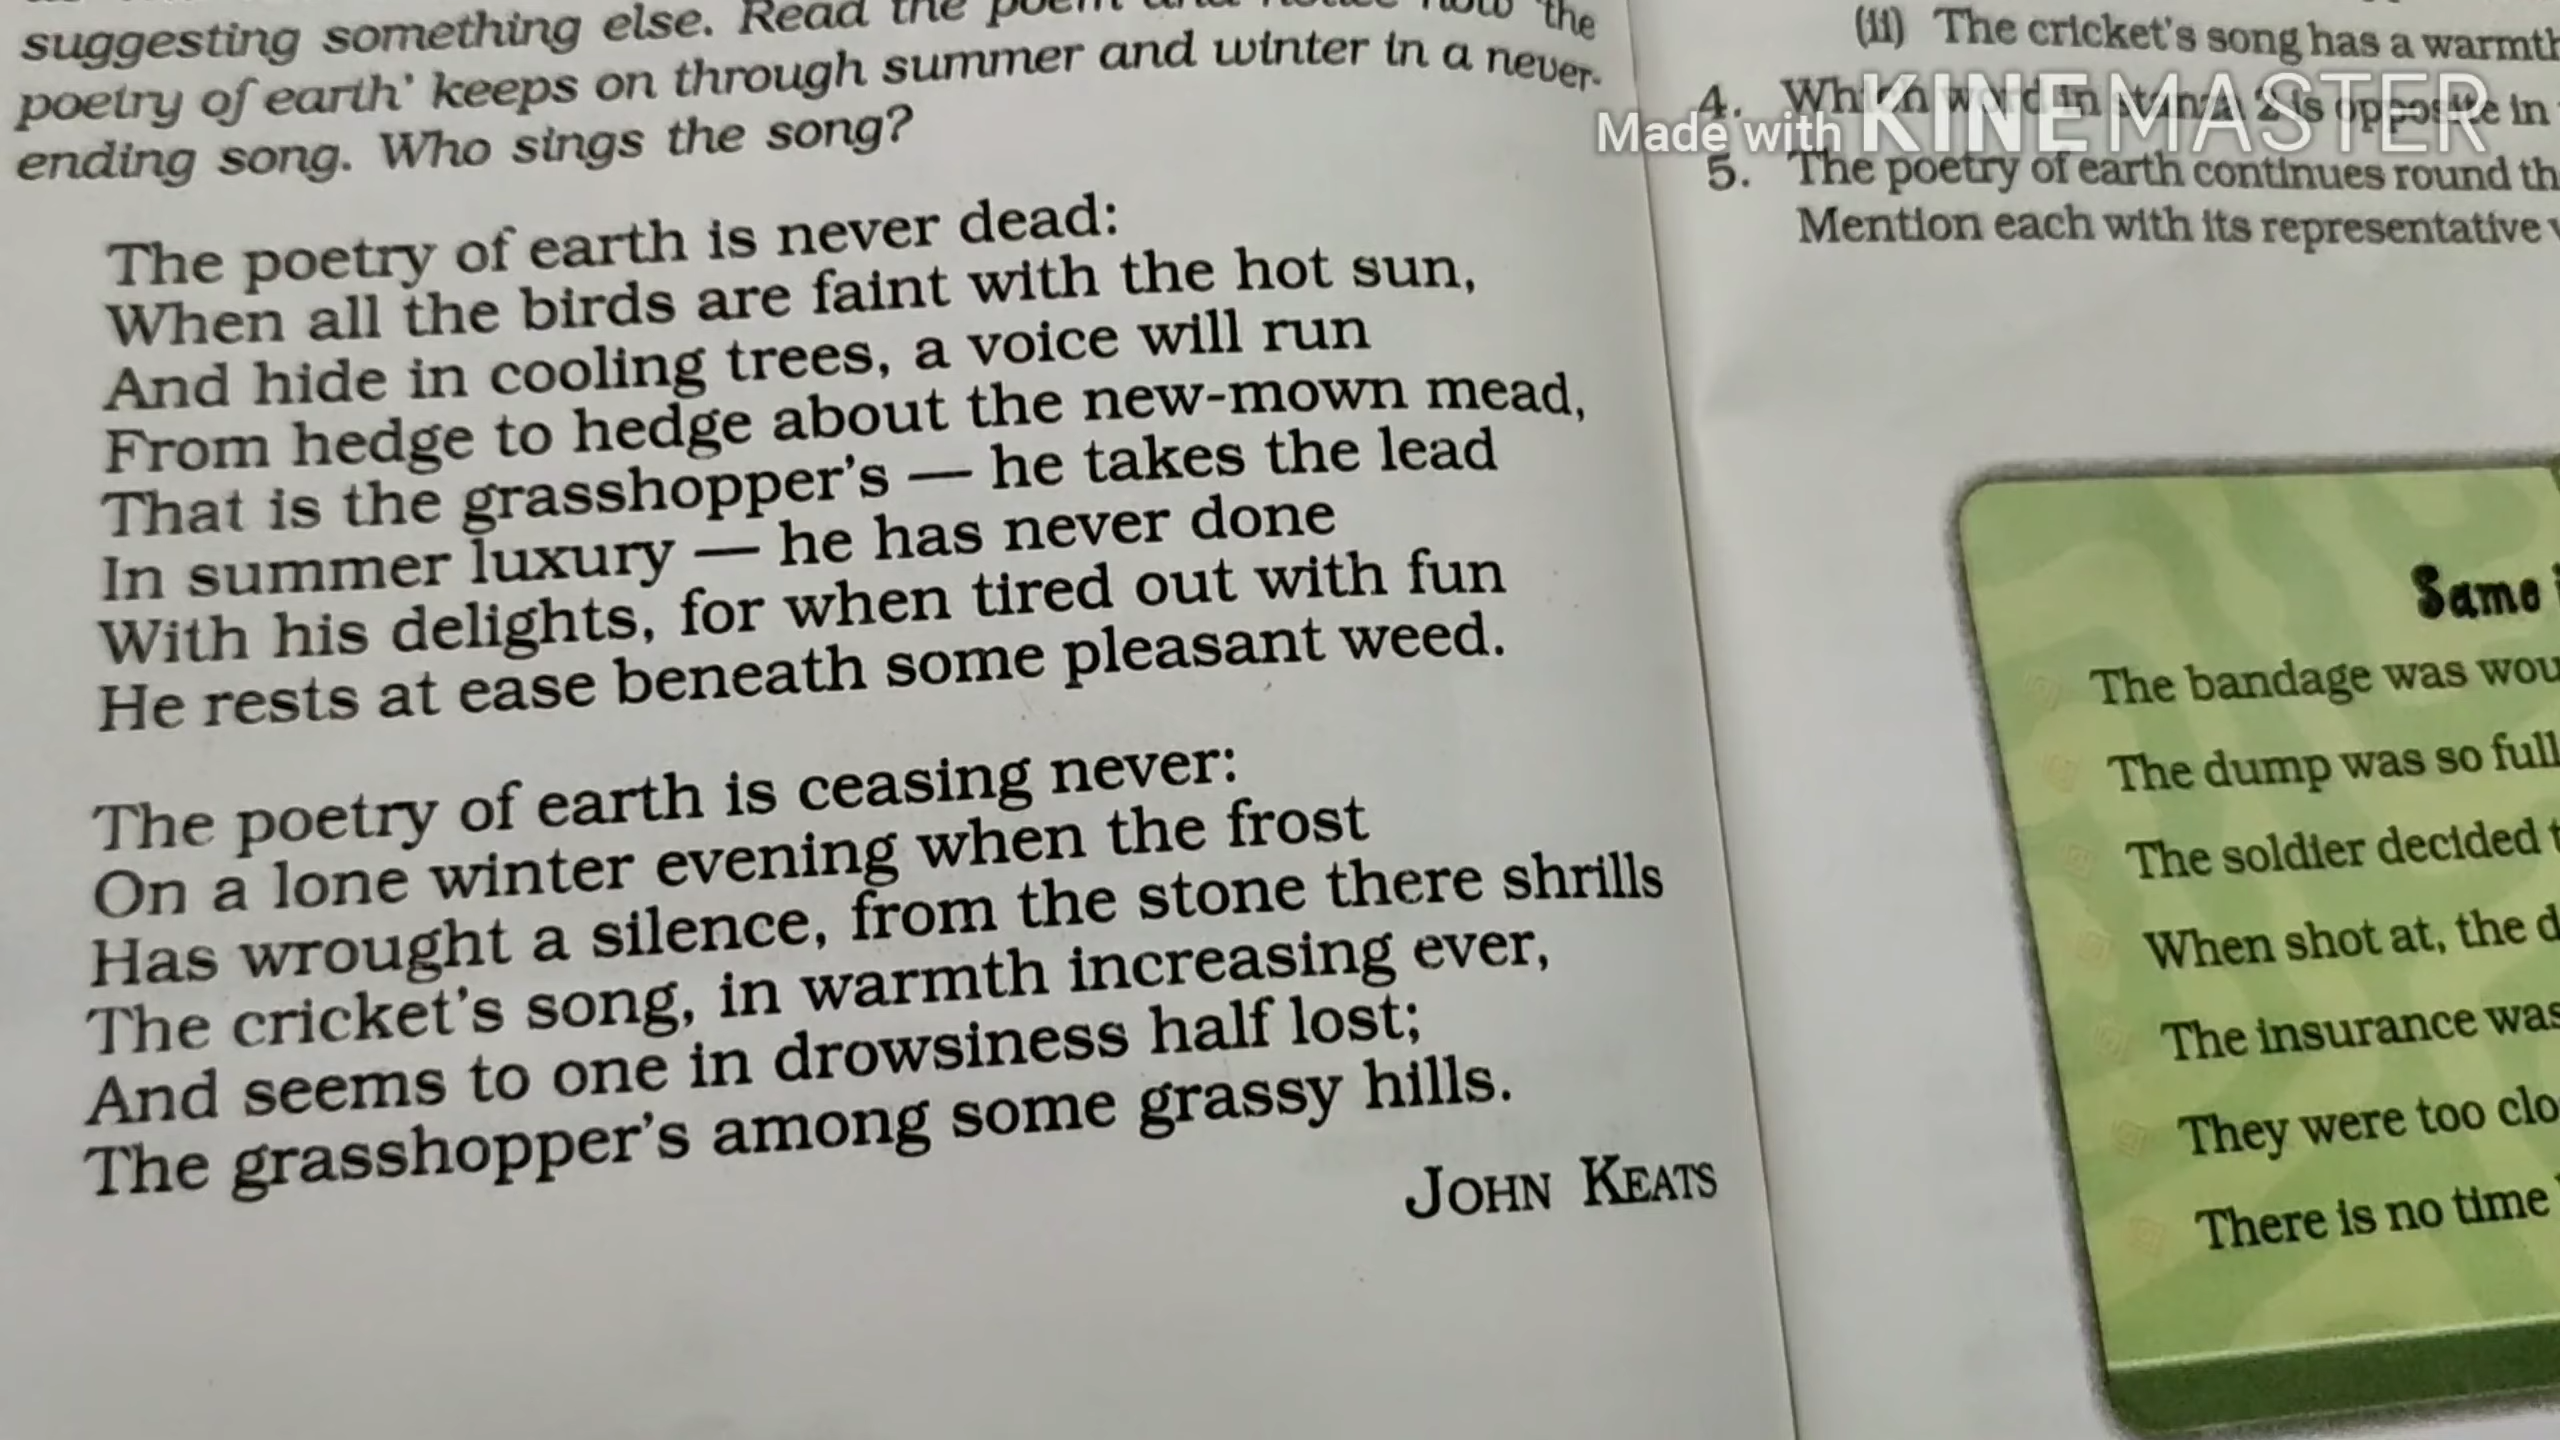 suggesting something else. Read the poem and notice how 'the
poetry of earth' keeps on through summer and winter in a never-
ending song. Who sings the song?
The poetry of earth is never dead:
When all the birds are faint with the hot sun,
And hide in cooling trees, a voice will run
From hedge to hedge about the new-mown mead,
That is the grasshopper's — he takes the lead
In summer luxury — he has never done
With his delights, for when tired out with fun
He rests at ease beneath some pleasant weed.
The poetry of earth is ceasing never:
On a lone winter evening when the frost
Has wrought a silence, from the stone there shrills
The cricket's song, in warmth increasing ever,
And seems to one in drowsiness half lost;
The grasshopper's among some grassy hills.
JOHN KEATS
(ii) The cricket's song has a warmth
4. Which word in stanza 2 is opposite in
5. The poetry of earth continues round th
Mention each with its representative v
Made with KINEMASTER
Same i
The bandage was wou
The dump was so full
The soldier decided t
When shot at, the d
The insurance was
They were too clo
There is no time